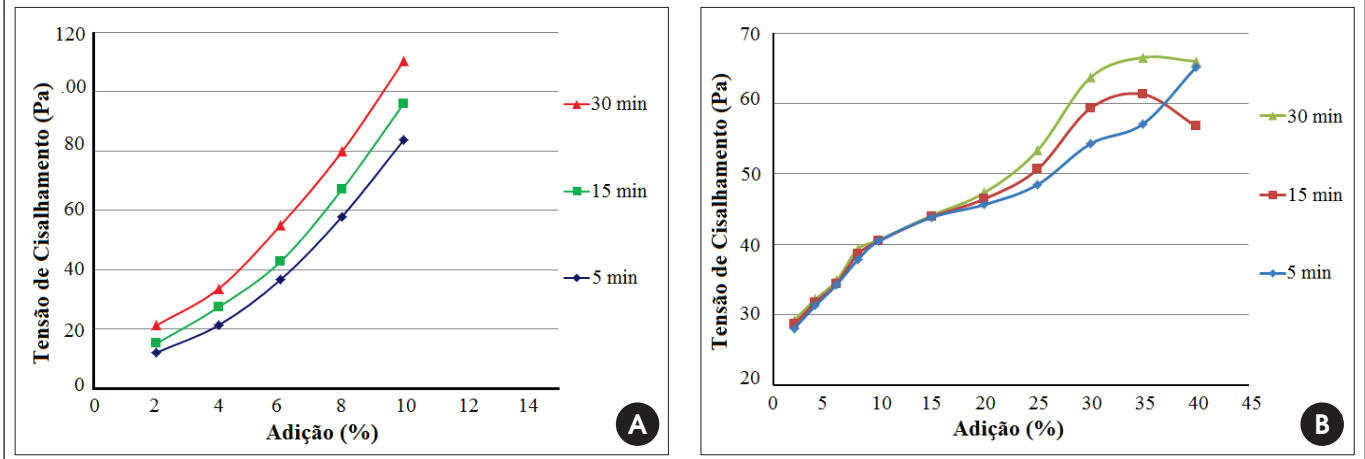 120
.00
80
60
40
20
0
Tensão de Cisalhamento (Pa)
0 2 4 6 8 10 12 14
Adição (%)
30 min
15 min
5 min
A
70
60
50
40
30
20
Tensão de Cisalhamento (Pa)
0 5 10 15 20 25 30 35 40 45
Adição (%)
30 min
15 min
5 min
B